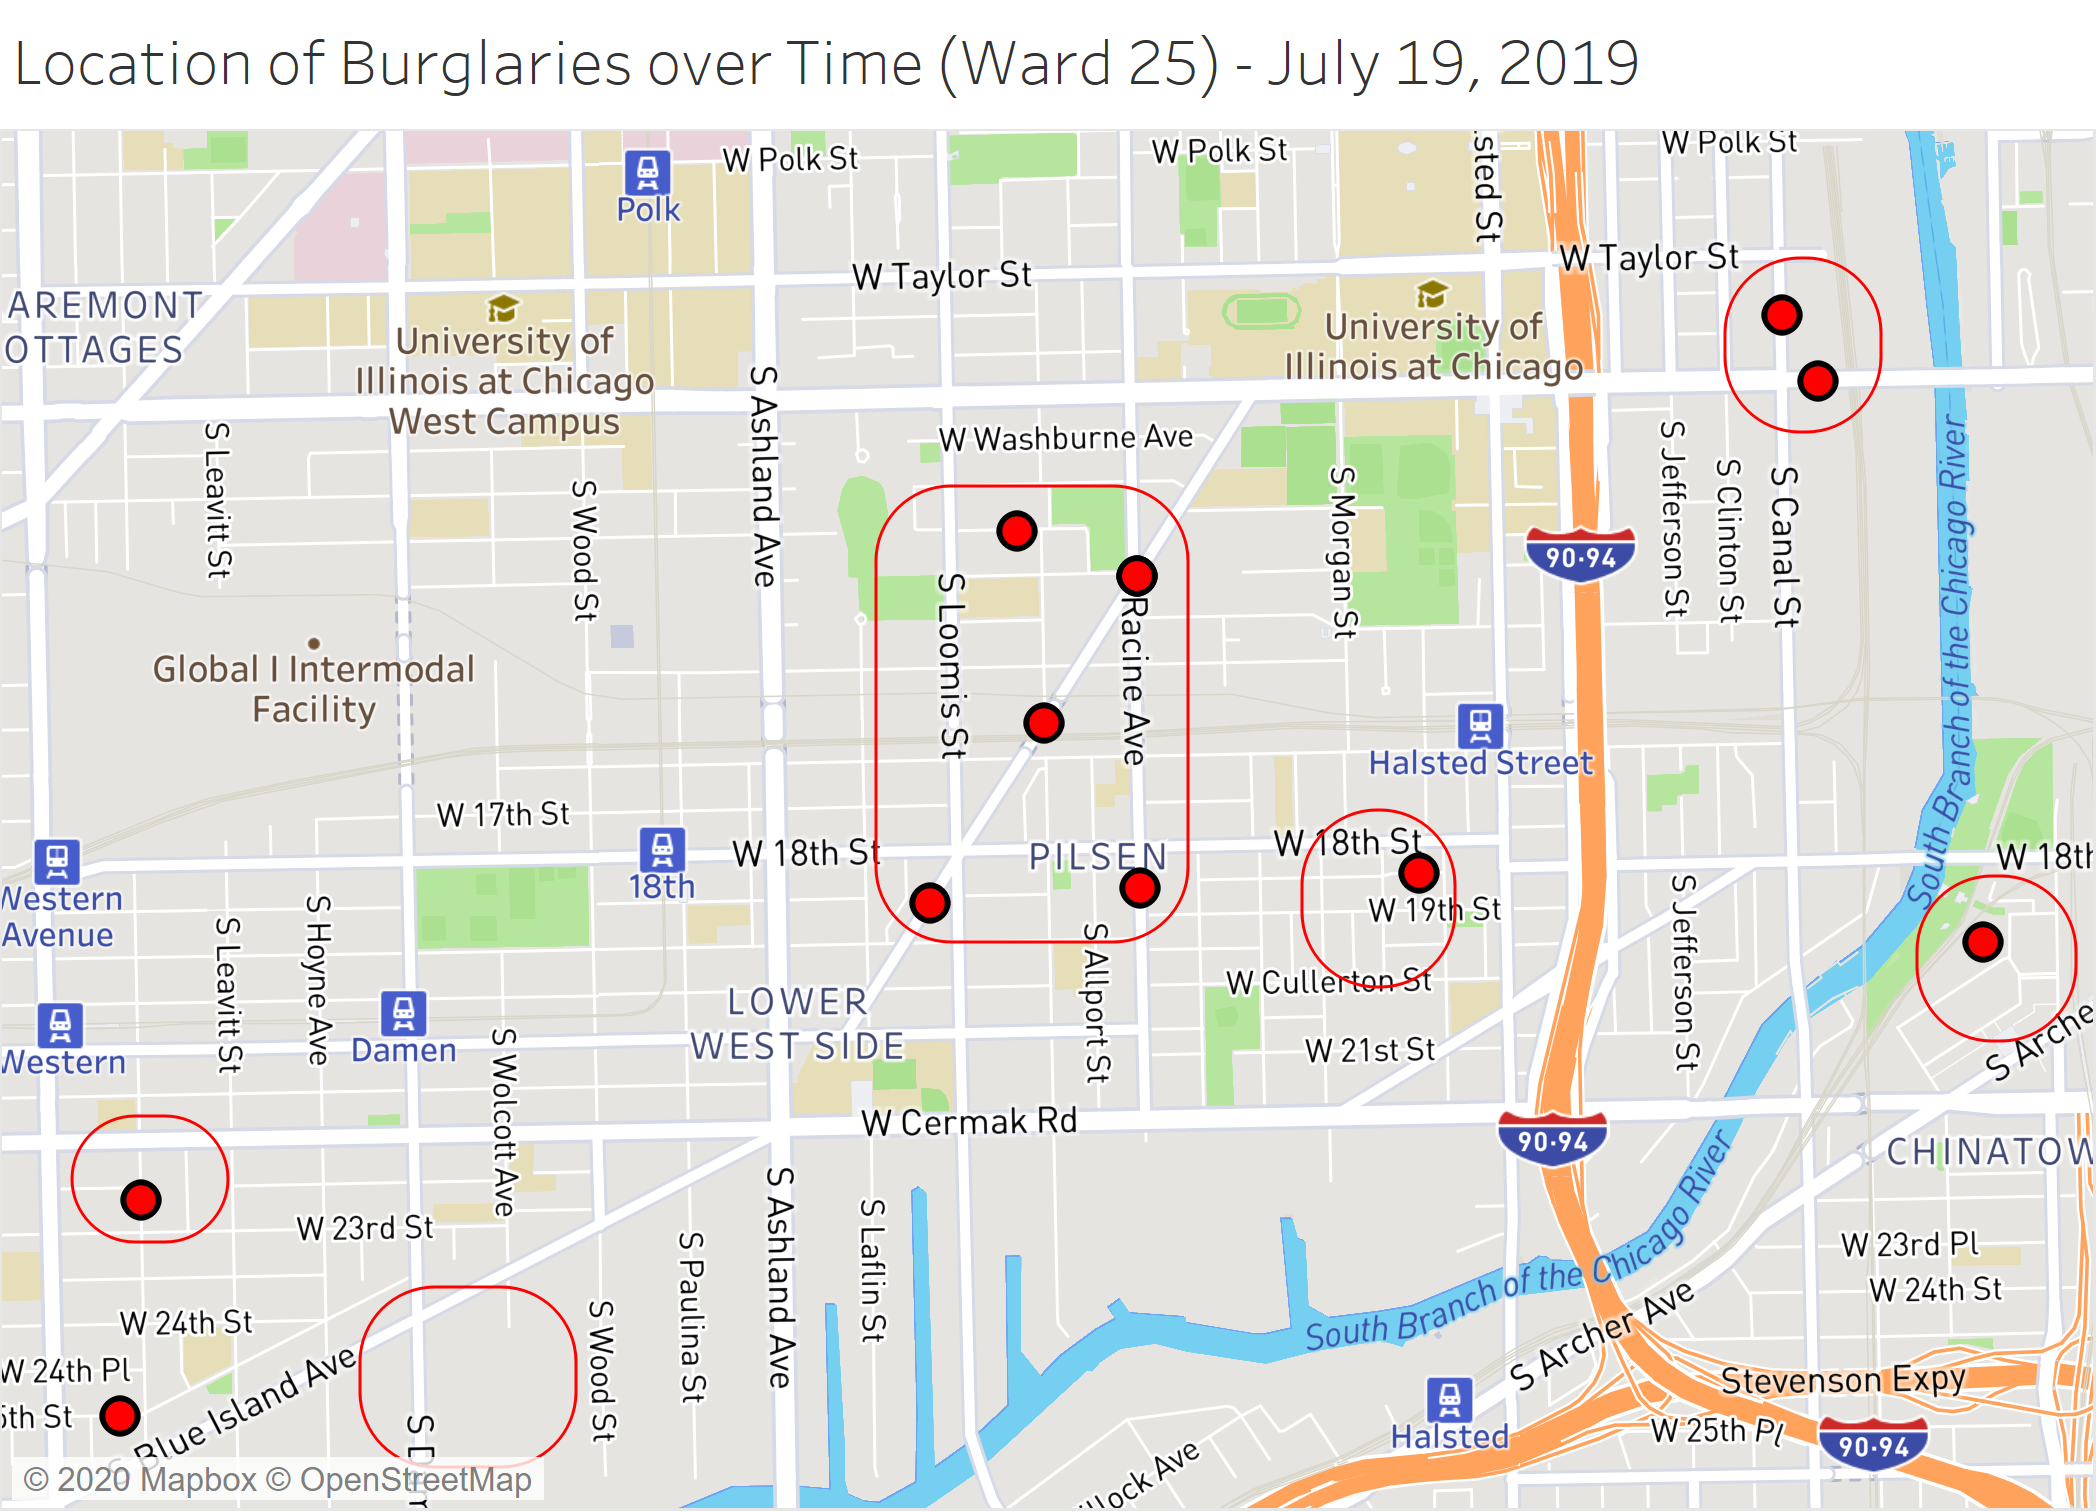 Location of Burglaries over Time (Ward 25) - July 19, 2019
W Polk St
W Polk St
W Polk St
Polk
sted St
W Taylor St
W Taylor St
AREMONT
OTTAGES
University of
Illinois at Chicago
West Campus
University of
Illinois at Chicago
S Ashland Ave
W Washburne Ave
S Leavitt St
S Wood St
S Morgan St
S Jefferson St
S Clinton St
S Canal St
South Branch of the Chicago River
90·94
S Loomis St
Racine Ave
Global I Intermodal
Facility
Halsted Street
W 17th St
W 18th St
18th
PILSEN
W 18th St
W 18th
W 19th St
Western
Avenue
S Leavitt St
S Hoyne Ave
S Allport St
S Jefferson St
W Cullerton St
LOWER
WEST SIDE
Western
Damen
S Wolcott Ave
W 21st St
S Arche
W Cermak Rd
90·94
CHINATOW
W 23rd St
S Paulina St
S Ashland Ave
S Laflin St
W 23rd Pl
W 24th St
W 24th St
S Wood St
South Branch of the Chicago River
S Archer Ave
W 24th Pl
5th St
S Blue Island Ave
Stevenson Expy
W 25th Pl
Halsted
90·94
llock Ave
© 2020 Mapbox © OpenStreetMap